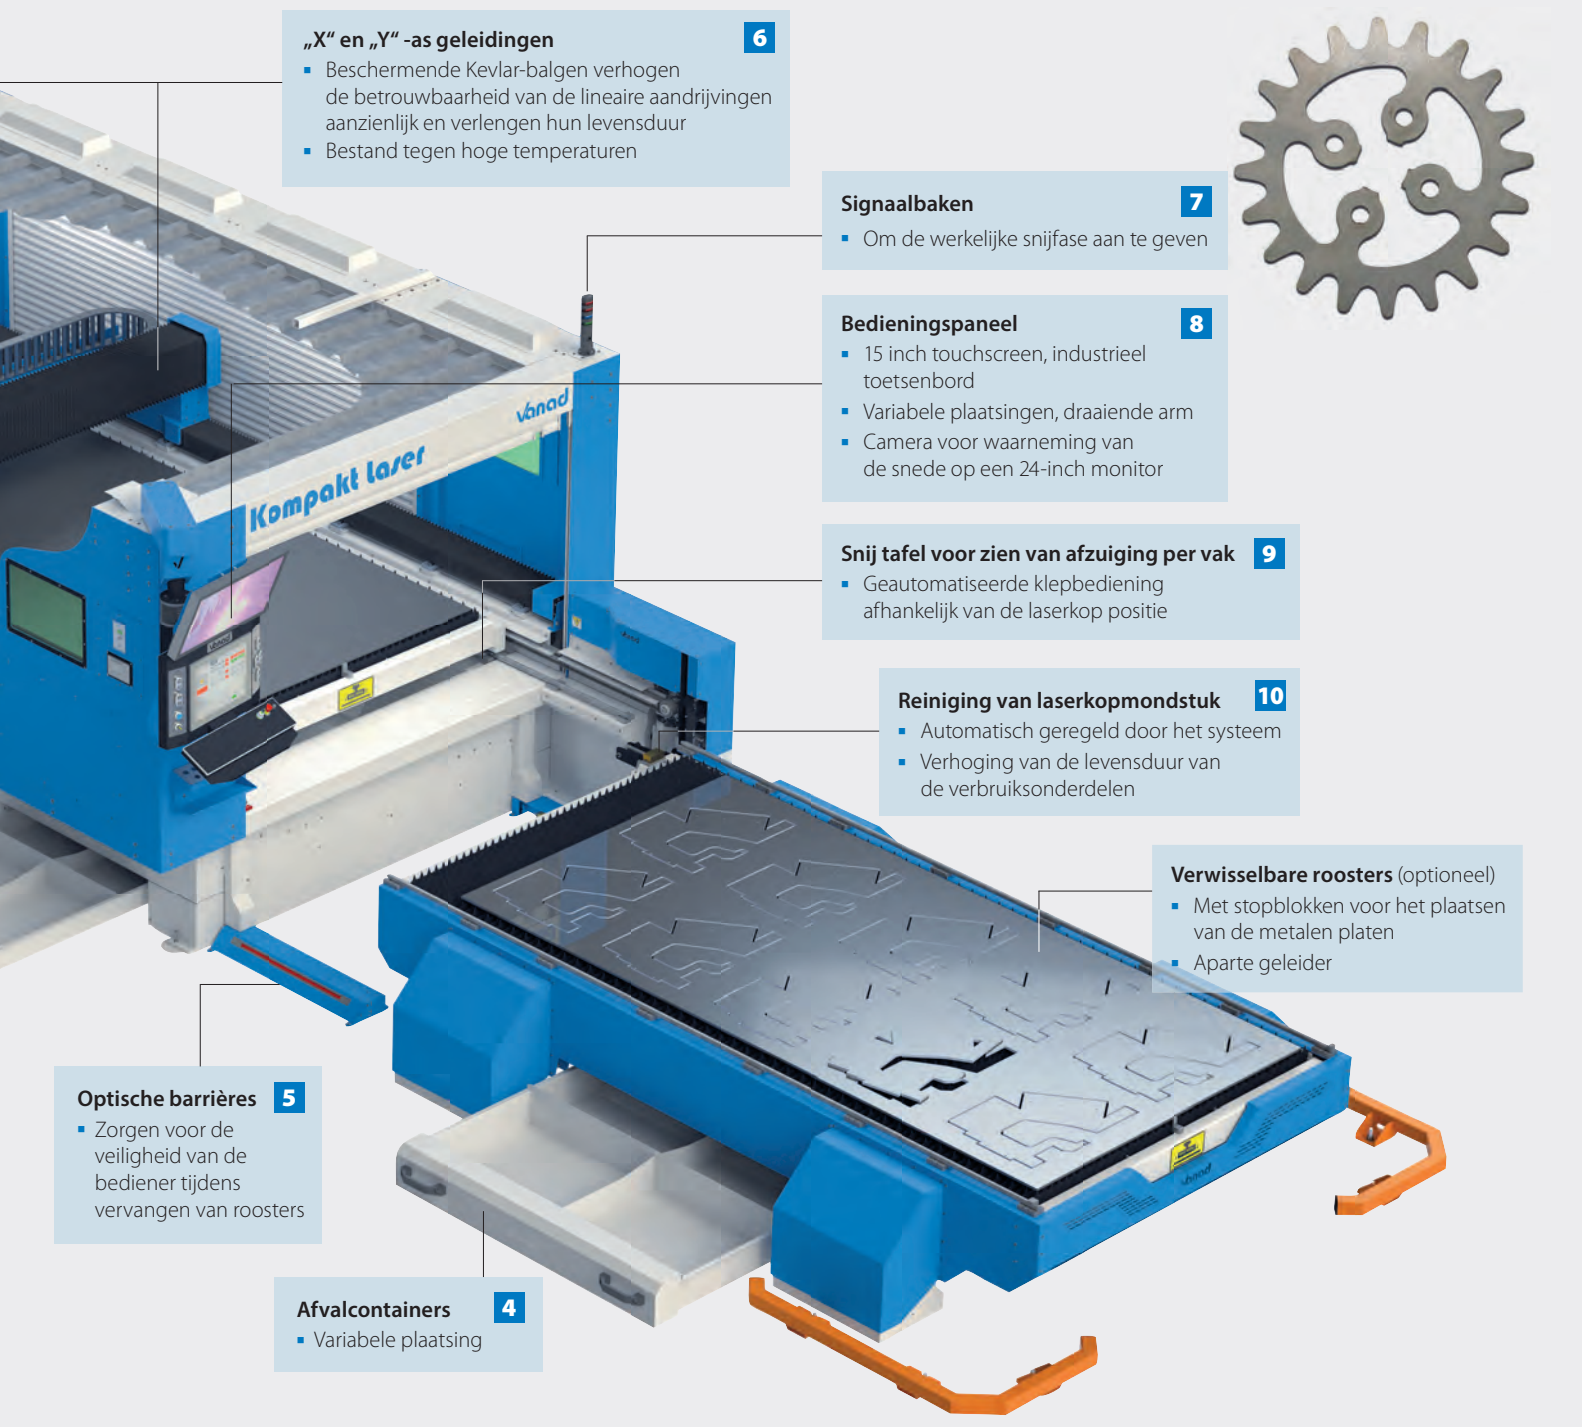 „X“ en „Y“ -as geleidingen
6
▪ Beschermende Kevlar-balgen verhogen
de betrouwbaarheid van de lineaire aandrijvingen
aanzienlijk en verlengen hun levensduur
▪ Bestand tegen hoge temperaturen
Signaalbaken
7
▪ Om de werkelijke snijfase aan te geven
Bedieningspaneel
8
▪ 15 inch touchscreen, industrieel
toetsenbord
▪ Variabele plaatsingen, draaiende arm
▪ Camera voor waarneming van
de snede op een 24-inch monitor
vanad
Kompakt Laser
Snij tafel voor zien van afzuiging per vak
9
▪ Geautomatiseerde klepbediening
afhankelijk van de laserkop positie
vanad
Reiniging van laserkopmondstuk
10
▪ Automatisch geregeld door het systeem
▪ Verhoging van de levensduur van
de verbruiksonderdelen
Verwisselbare roosters (optioneel)
▪ Met stopblokken voor het plaatsen
van de metalen platen
▪ Aparte geleider
vanad
Optische barrières
5
▪ Zorgen voor de
veiligheid van de
bediener tijdens
vervangen van roosters
Afvalcontainers
4
▪ Variabele plaatsing